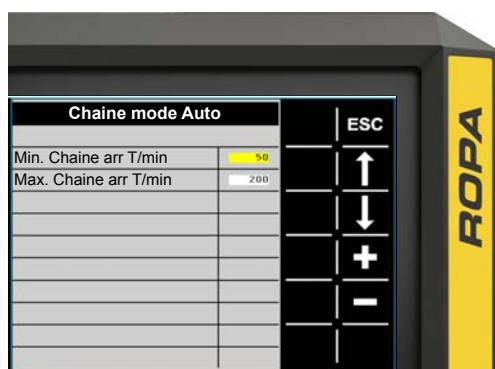 Chaine mode Auto
ESC
Min. Chaine arr T/min 50
Max. Chaine arr T/min 200
+
-
ROPA